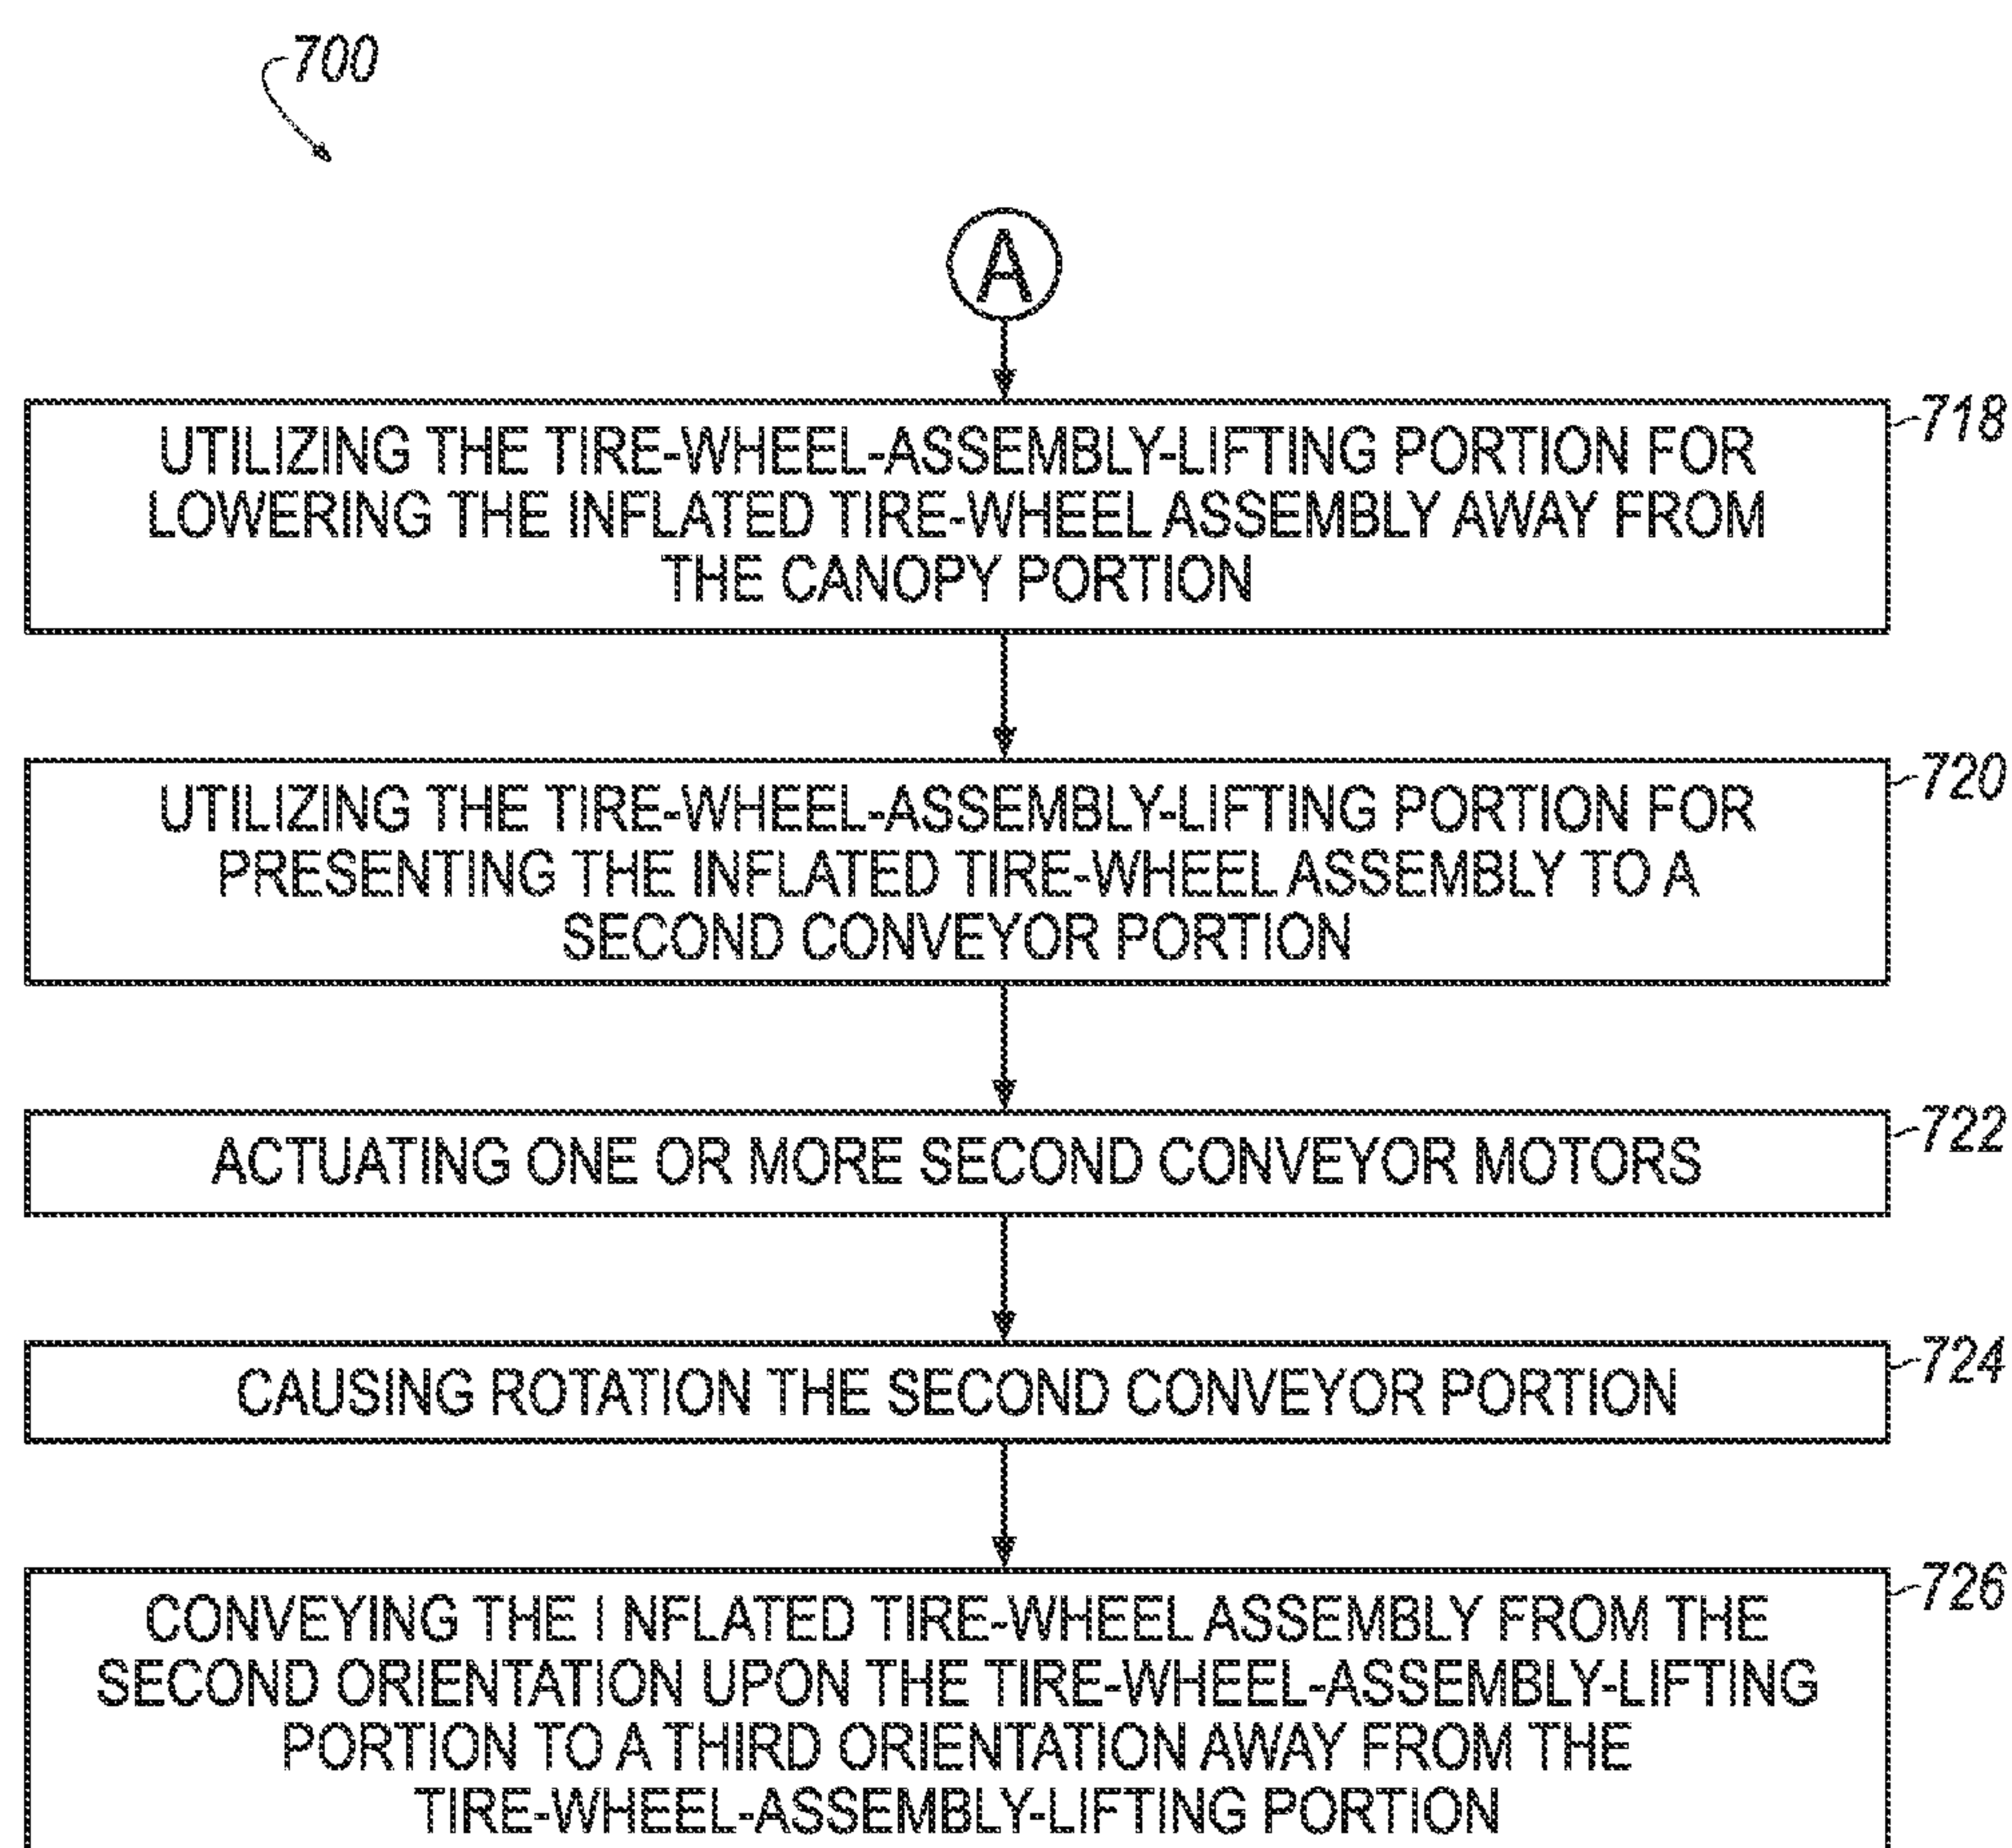 700
A
718
UTILIZING THE TIRE-WHEEL-ASSEMBLY-LIFTING PORTION FOR
LOWERING THE INFLATED TIRE-WHEEL ASSEMBLY AWAY FROM
THE CANOPY PORTION
720
UTILIZING THE TIRE-WHEEL-ASSEMBLY-LIFTING PORTION FOR
PRESENTING THE INFLATED TIRE-WHEEL ASSEMBLY TO A
SECOND CONVEYOR PORTION
722
ACTUATING ONE OR MORE SECOND CONVEYOR MOTORS
724
CAUSING ROTATION THE SECOND CONVEYOR PORTION
726
CONVEYING THE I NFLATED TIRE-WHEEL ASSEMBLY FROM THE
SECOND ORIENTATION UPON THE TIRE-WHEEL-ASSEMBLY-LIFTING
PORTION TO A THIRD ORIENTATION AWAY FROM THE
TIRE-WHEEL-ASSEMBLY-LIFTING PORTION